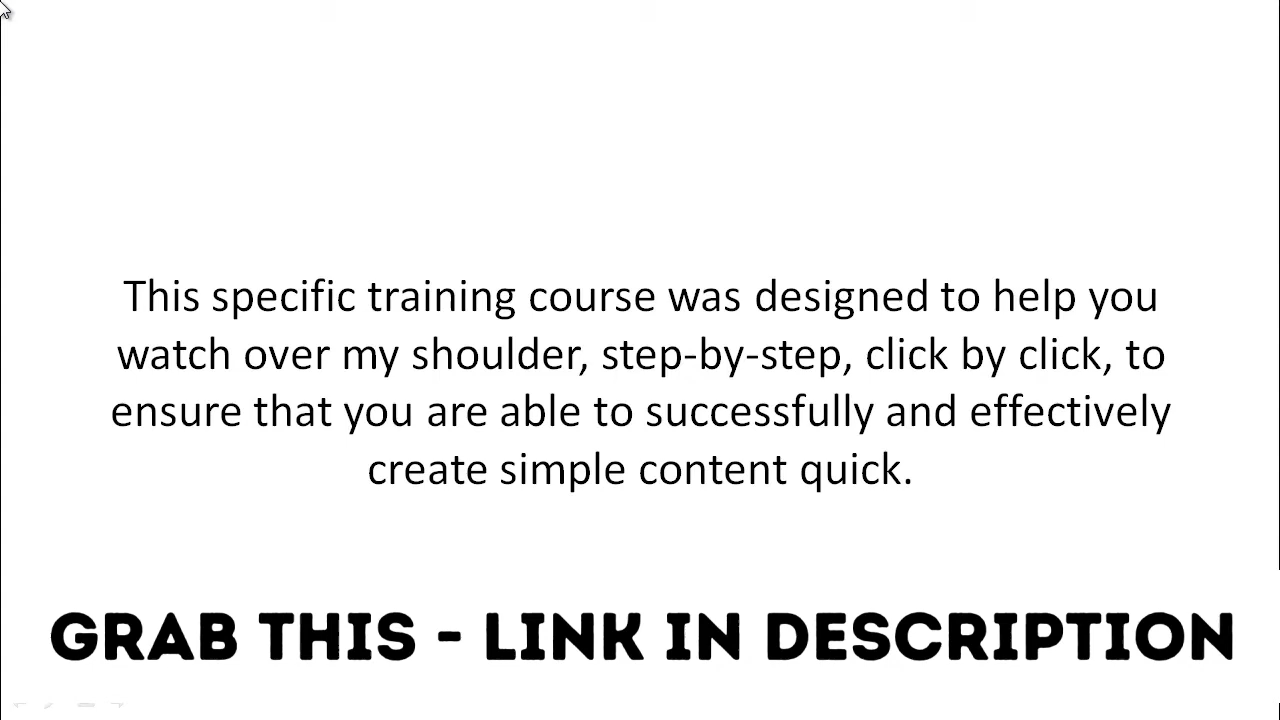 This specific training course was designed to help you
watch over my shoulder, step-by-step, click by click, to
ensure that you are able to successfully and effectively
create simple content quick.
GRAB THIS - LINK IN DESCRIPTION